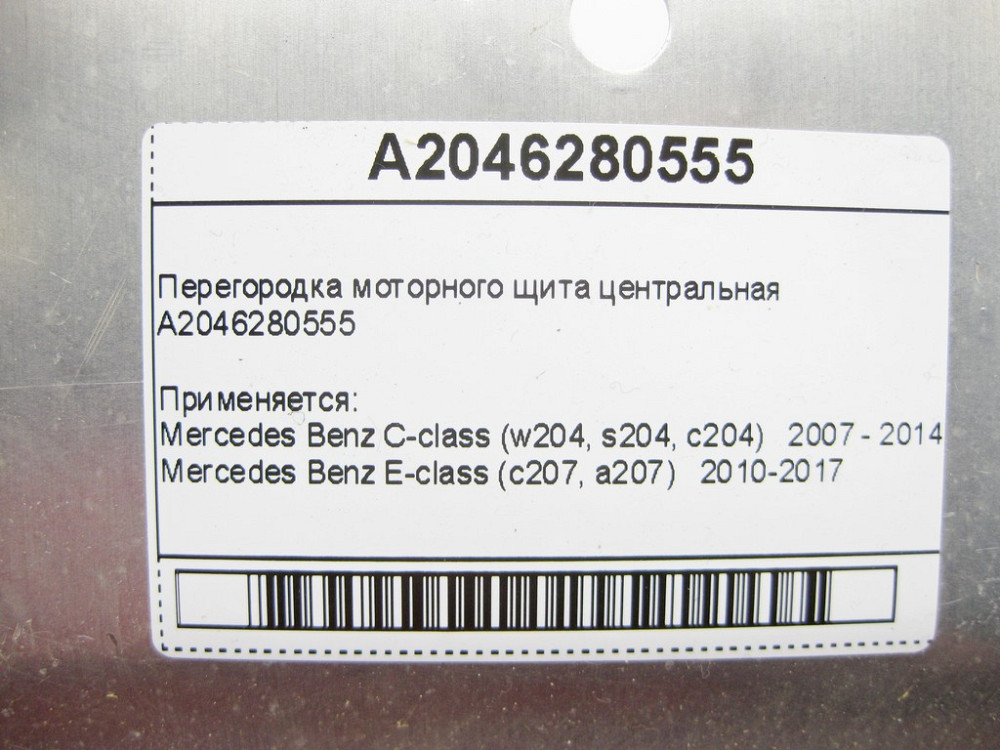 A2046280555
Перегородка моторного щита центральная
A2046280555
Применяется:
Mercedes Benz C-class (w204, s204, c204) 2007 - 2014
Mercedes Benz E-class (c207, a207) 2010-2017